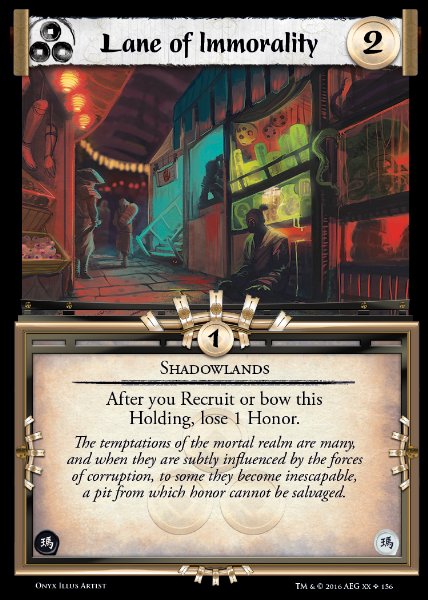 Lane of Immorality
2
1
Shadowlands
After you Recruit or bow this
Holding, lose 1 Honor.
The temptations of the mortal realm are many,
and when they are subtly influenced by the forces
of corruption, to some they become inescapable,
a pit from which honor cannot be salvaged.
瑪 瑪
Onyx Illus Artist TM & © 2016 AEG XX ❖ 156